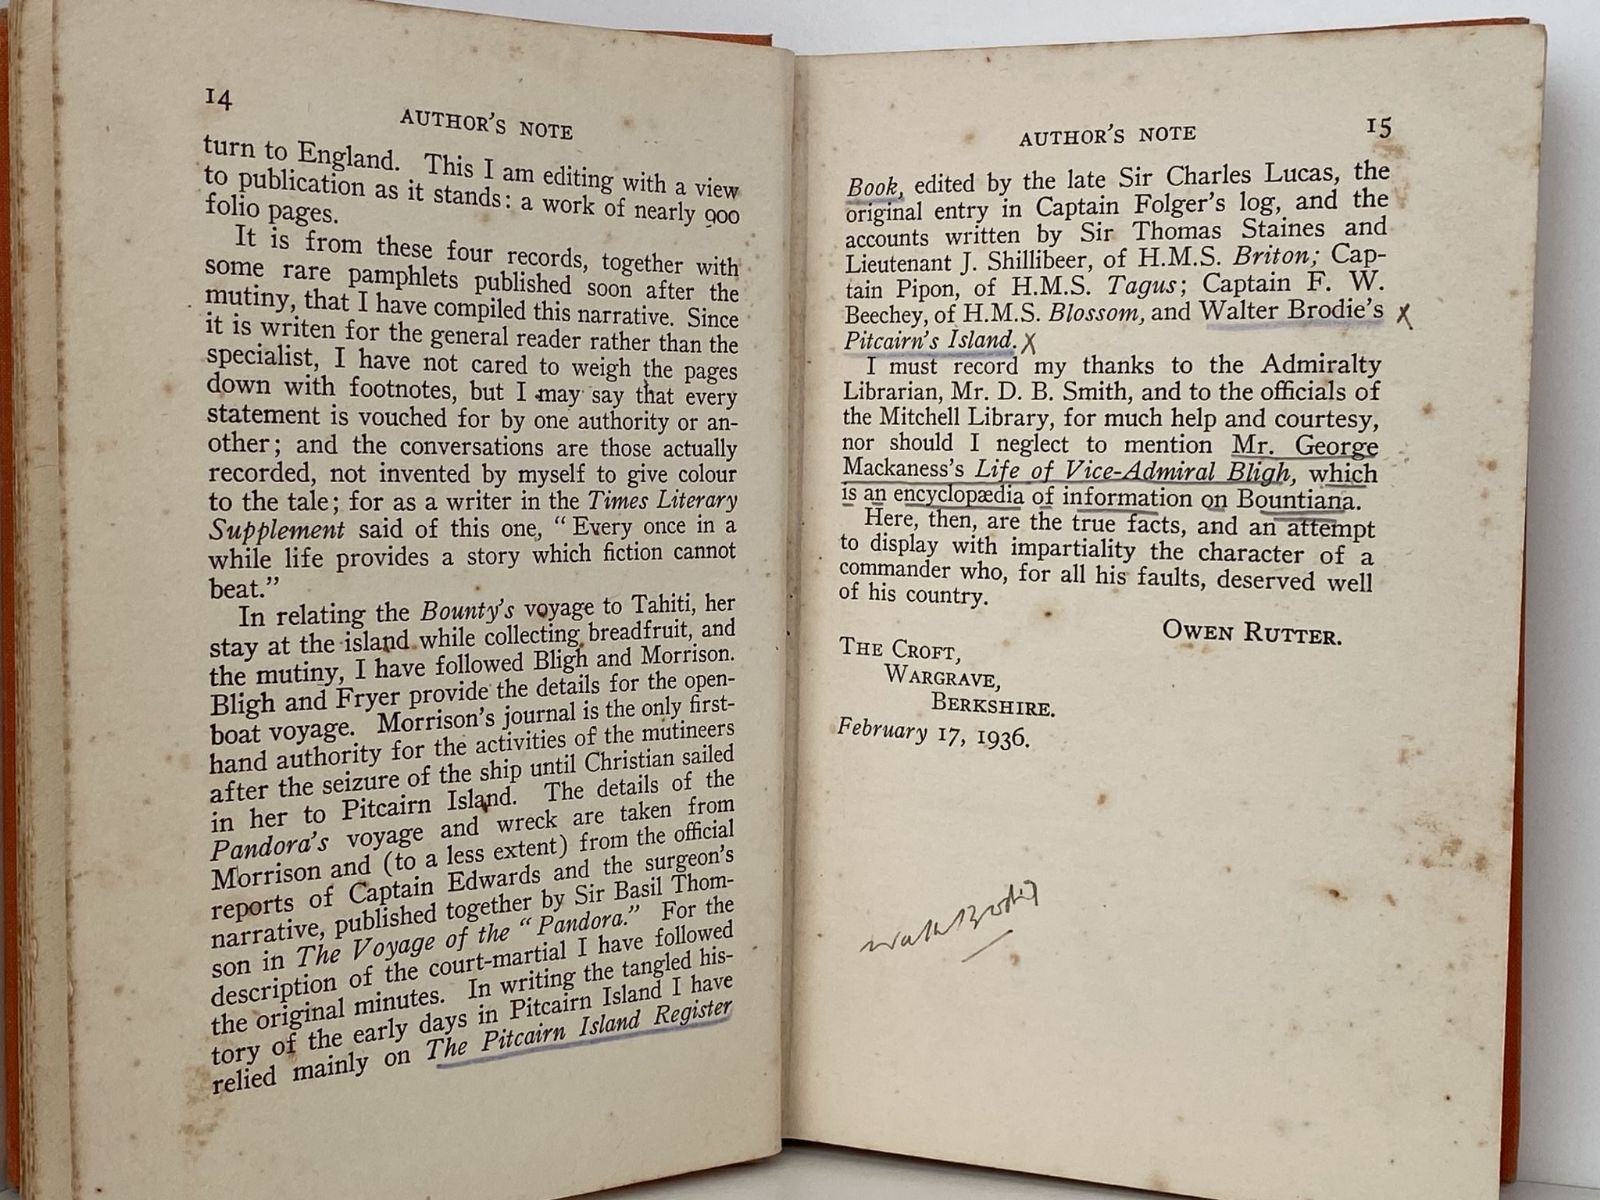 14
AUTHOR'S NOTE
turn to England. This I am editing with a view
to publication as it stands: a work of nearly 900
folio pages.
It is from these four records, together with
some rare pamphlets published soon after the
mutiny, that I have compiled this narrative. Since
it is writen for the general reader rather than the
specialist, I have not cared to weigh the pages
down with footnotes, but I may say that every
statement is vouched for by one authority or an-
other; and the conversations are those actually
recorded, not invented by myself to give colour
to the tale; for as a writer in the Times Literary
Supplement said of this one, "Every once in a
while life provides a story which fiction cannot
beat."
In relating the Bounty's voyage to Tahiti, her
stay at the island while collecting breadfruit, and
the mutiny, I have followed Bligh and Morrison.
Bligh and Fryer provide the details for the open-
boat voyage. Morrison's journal is the only first-
hand authority for the activities of the mutineers
after the seizure of the ship until Christian sailed
in her to Pitcairn Island. The details of the
Pandora's voyage and wreck are taken from
Morrison and (to a less extent) from the official
reports of Captain Edwards and the surgeon's
narrative, published together by Sir Basil Thom-
son in The Voyage of the "Pandora." For the
description of the court-martial I have followed
the original minutes. In writing the tangled his-
tory of the early days in Pitcairn Island I have
relied mainly on The Pitcairn Island Register
AUTHOR'S NOTE
15
Book, edited by the late Sir Charles Lucas, the
original entry in Captain Folger's log, and the
accounts written by Sir Thomas Staines and
Lieutenant J. Shillibeer, of H.M.S. Briton; Cap-
tain Pipon, of H.M.S. Tagus; Captain F. W.
Beechey, of H.M.S. Blossom, and Walter Brodie's X
Pitcairn's Island. X
I must record my thanks to the Admiralty
Librarian, Mr. D. B. Smith, and to the officials of
the Mitchell Library, for much help and courtesy,
nor should I neglect to mention Mr. George
Mackaness's Life of Vice-Admiral Bligh, which
is an encyclopædia of information on Bountiana.
Here, then, are the true facts, and an attempt
to display with impartiality the character of a
commander who, for all his faults, deserved well
of his country.
OWEN RUTTER.
THE CROFT,
WARGRAVE,
BERKSHIRE.
February 17, 1936.